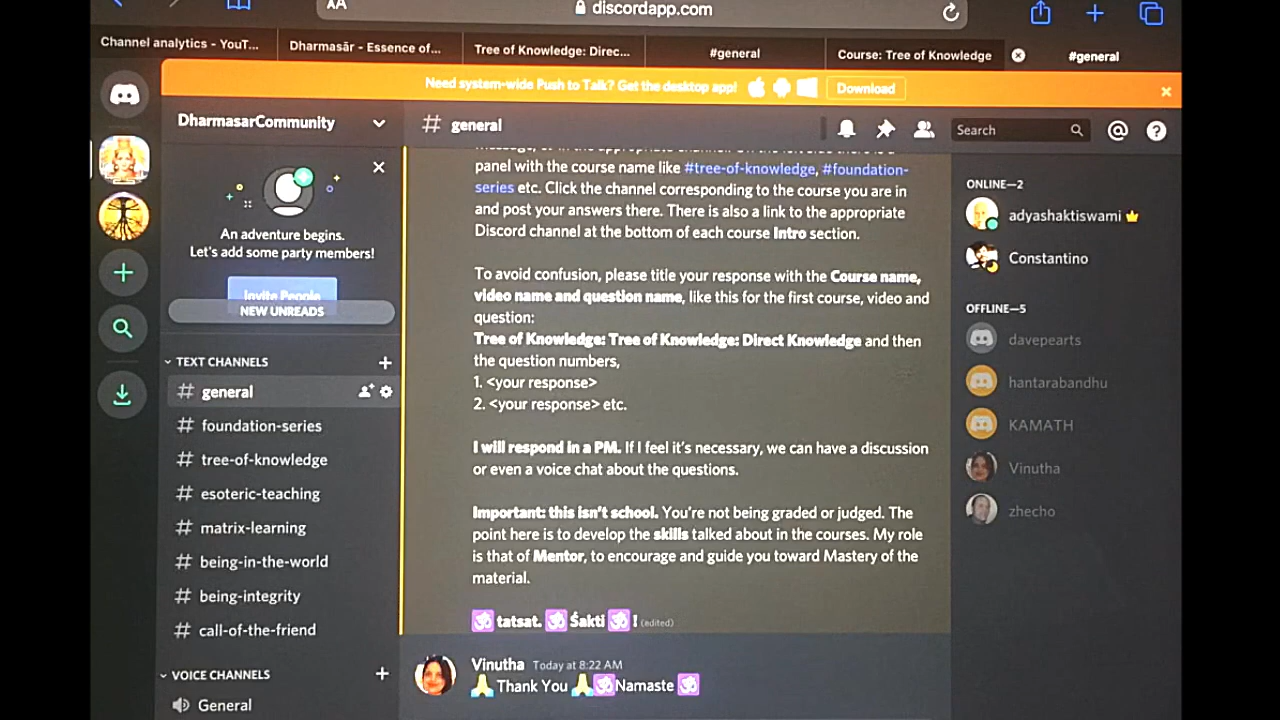 AA
discordapp.com
Channel analytics - YouT...
Dharmasār - Essence of...
Tree of Knowledge: Direc...
#general
Course: Tree of Knowledge
#general
Need system-wide Push to Talk? Get the desktop app!
Download
DharmasarCommunity
# general
Search
An adventure begins.
Let's add some party members!
Invite People
NEW UNREADS
TEXT CHANNELS
# general
# foundation-series
# tree-of-knowledge
# esoteric-teaching
# matrix-learning
# being-in-the-world
# being-integrity
# call-of-the-friend
VOICE CHANNELS
General
panel with the course name like #tree-of-knowledge, #foundation-
series etc. Click the channel corresponding to the course you are in
and post your answers there. There is also a link to the appropriate
Discord channel at the bottom of each course Intro section.
To avoid confusion, please title your response with the Course name,
video name and question name, like this for the first course, video and
question:
Tree of Knowledge: Tree of Knowledge: Direct Knowledge and then
the question numbers,
1. <your response>
2. <your response> etc.
I will respond in a PM. If I feel it's necessary, we can have a discussion
or even a voice chat about the questions.
Important: this isn't school. You're not being graded or judged. The
point here is to develop the skills talked about in the courses. My role
is that of Mentor, to encourage and guide you toward Mastery of the
material.
🕉 tatsat. 🕉 Śakti 🕉 ! (edited)
Vinutha Today at 8:22 AM
🙏 Thank You 🙏🕉Namaste 🕉
ONLINE—2
adyashaktiswami
Constantino
OFFLINE—5
davepearts
hantarabandhu
KAMATH
Vinutha
zhecho